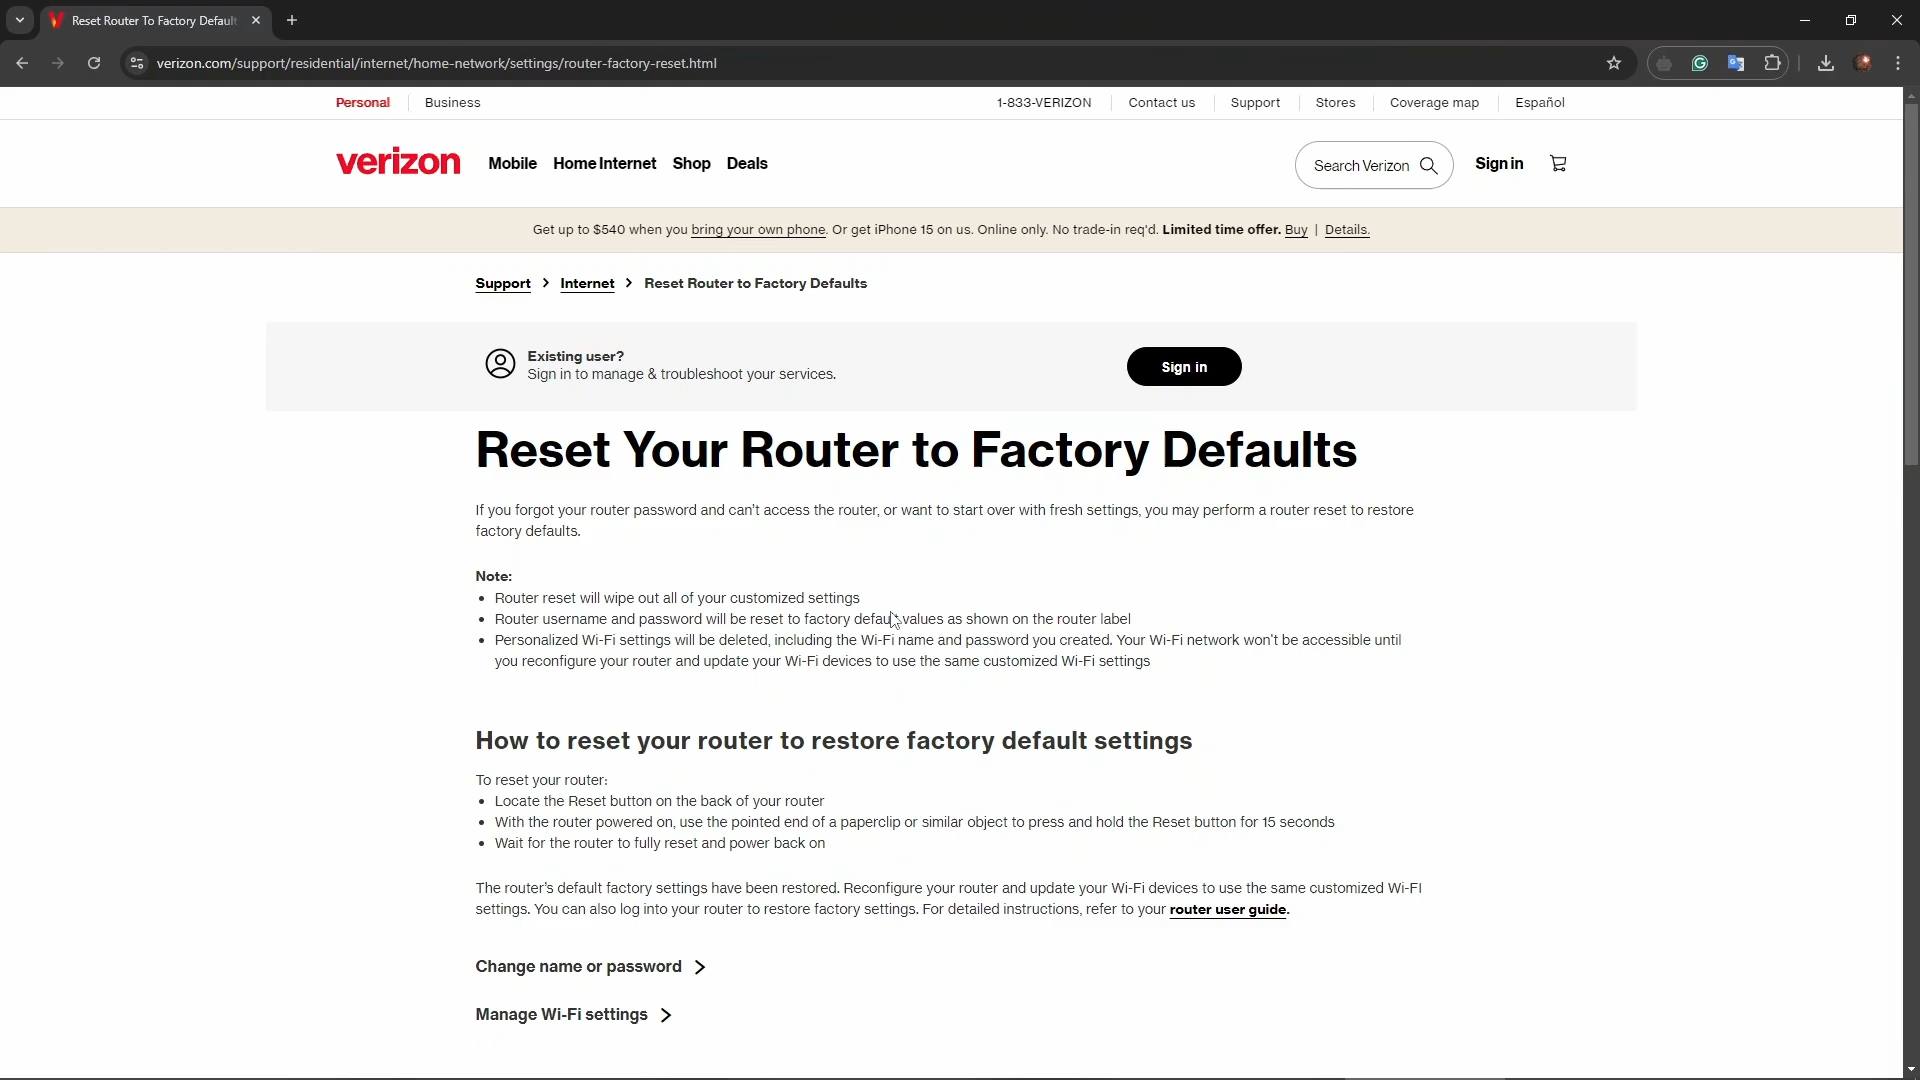 Reset Router To Factory Default
verizon.com/support/residential/internet/home-network/settings/router-factory-reset.html
Personal
Business
1-833-VERIZON
Contact us
Support
Stores
Coverage map
Español
verizon
Mobile
Home Internet
Shop
Deals
Search Verizon
Sign in
Get up to $540 when you bring your own phone. Or get iPhone 15 on us. Online only. No trade-in req'd. Limited time offer. Buy | Details.
Support > Internet > Reset Router to Factory Defaults
Existing user?
Sign in to manage & troubleshoot your services.
Sign in
Reset Your Router to Factory Defaults
If you forgot your router password and can't access the router, or want to start over with fresh settings, you may perform a router reset to restore
factory defaults.
Note:
• Router reset will wipe out all of your customized settings
• Router username and password will be reset to factory default values as shown on the router label
• Personalized Wi-Fi settings will be deleted, including the Wi-Fi name and password you created. Your Wi-Fi network won't be accessible until
you reconfigure your router and update your Wi-Fi devices to use the same customized Wi-Fi settings
How to reset your router to restore factory default settings
To reset your router:
• Locate the Reset button on the back of your router
• With the router powered on, use the pointed end of a paperclip or similar object to press and hold the Reset button for 15 seconds
• Wait for the router to fully reset and power back on
The router's default factory settings have been restored. Reconfigure your router and update your Wi-Fi devices to use the same customized Wi-FI
settings. You can also log into your router to restore factory settings. For detailed instructions, refer to your router user guide.
Change name or password
Manage Wi-Fi settings